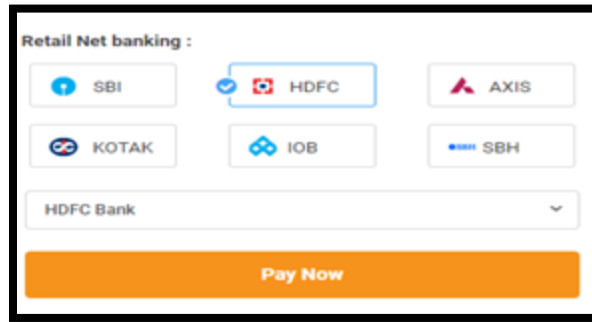 Retail Net banking :
SBI HDFC AXIS
KOTAK IOB SBH
HDFC Bank
Pay Now